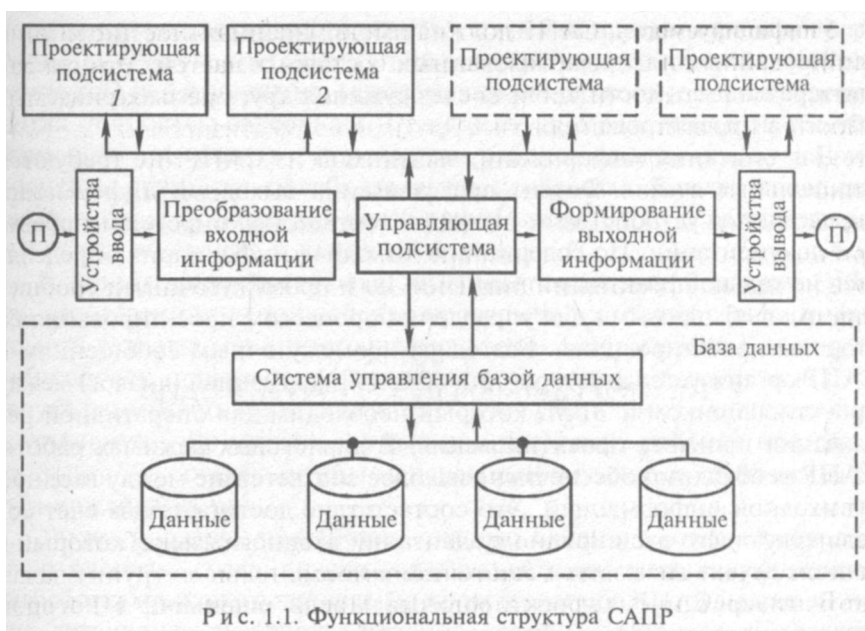 Проектирующая
подсистема
1
Проектирующая
подсистема
2
Проектирующая
подсистема
Проектирующая
подсистема
П
Устройства
ввода
Преобразование
входной
информации
Управляющая
подсистема
Формирование
выходной
информации
Устройства
вывода
П
База данных
Система управления базой данных
Данные
Данные
Данные
Данные
Рис. 1.1. Функциональная структура САПР